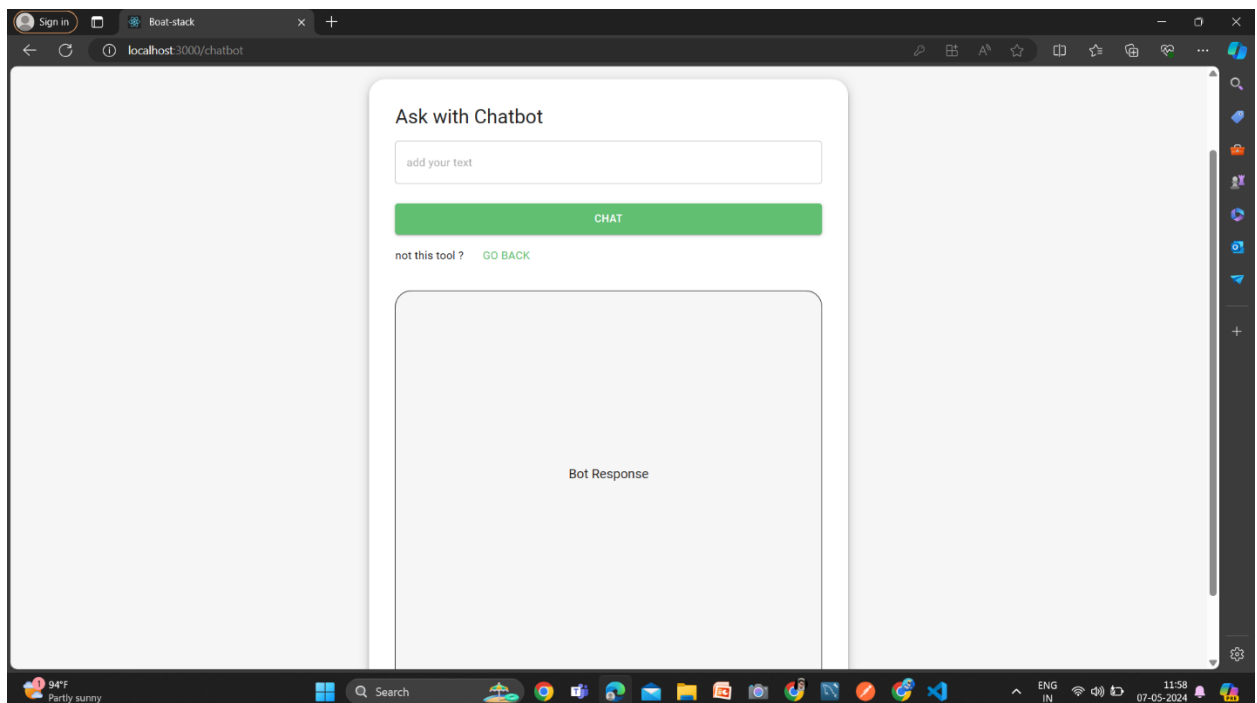 Sign in
Boat-stack
localhost:3000/chatbot
Ask with Chatbot
add your text
CHAT
not this tool ? GO BACK
Bot Response
1
94°F
Partly sunny
Search
ENG
IN
11:58
07-05-2024